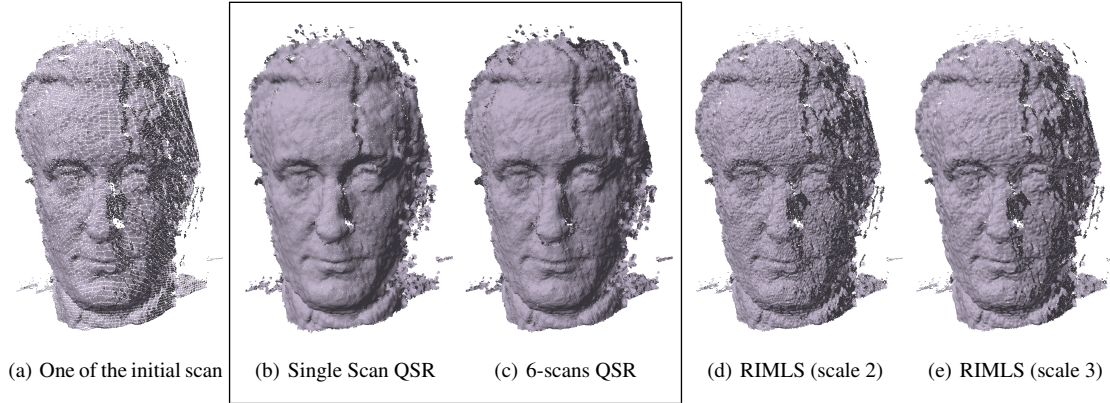 (a) One of the initial scan
(b) Single Scan QSR
(c) 6-scans QSR
(d) RIMLS (scale 2)
(e) RIMLS (scale 3)